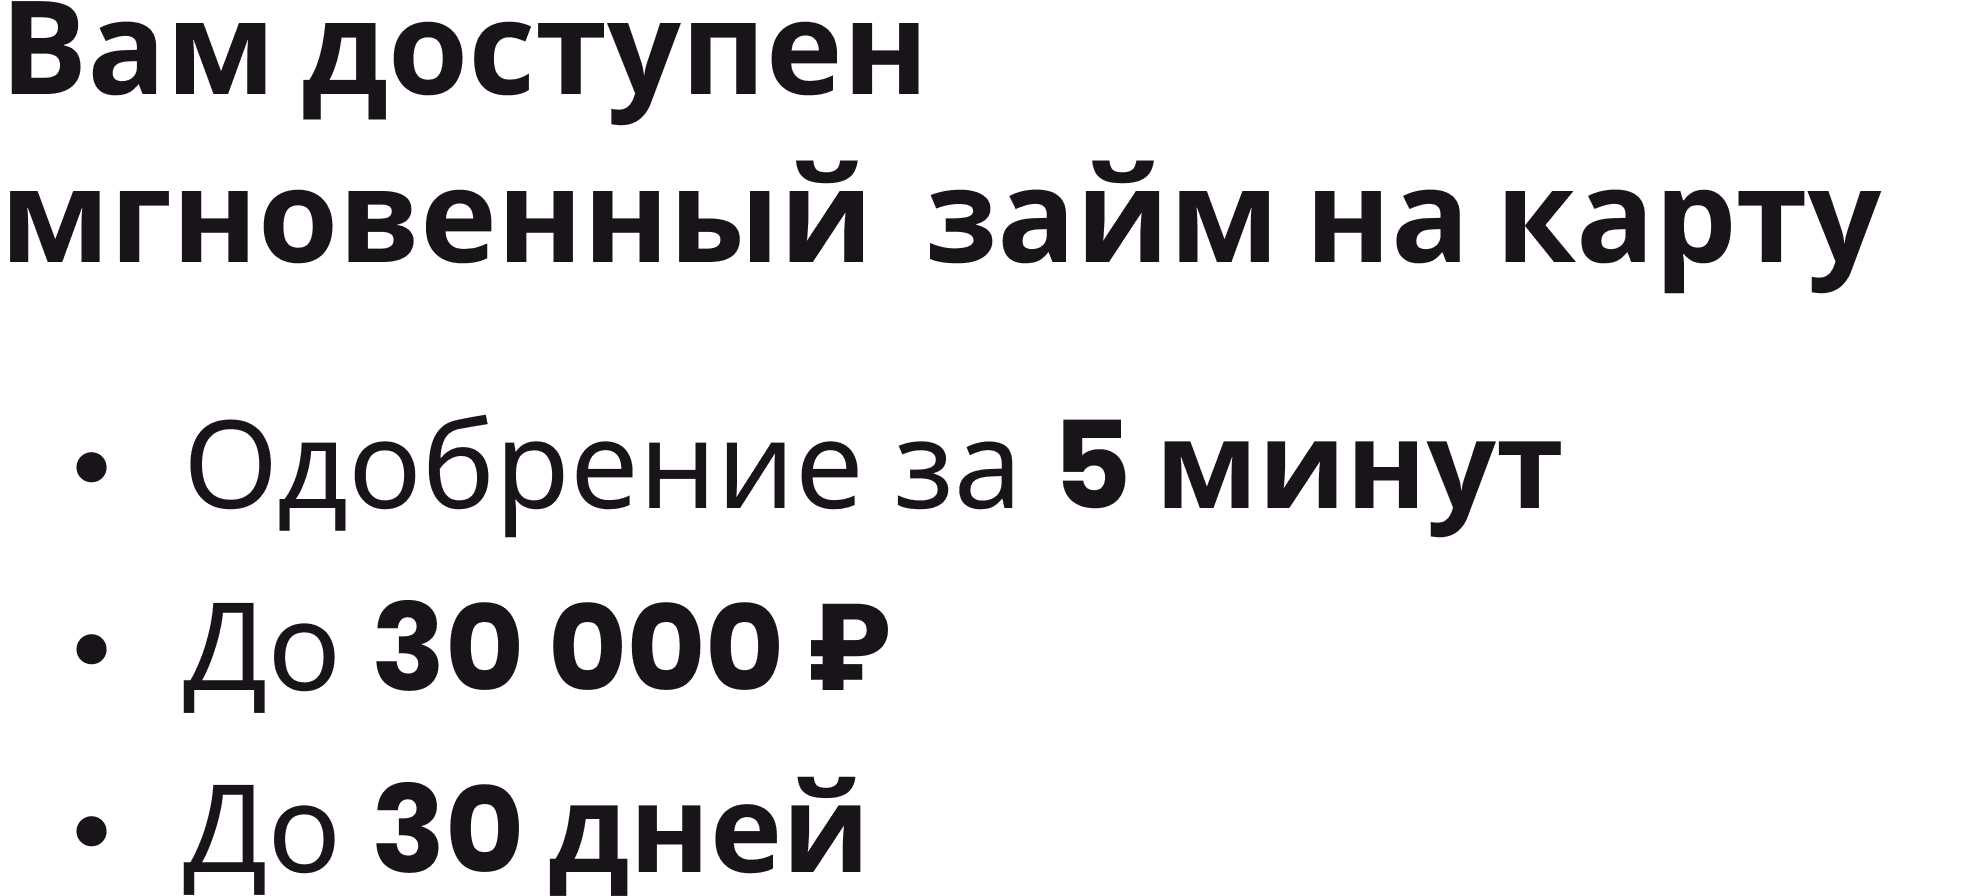 Вам доступен
мгновенный  займ на карту
• Одобрение за 5 минут
• До 30 000 ₽
• До 30 дней